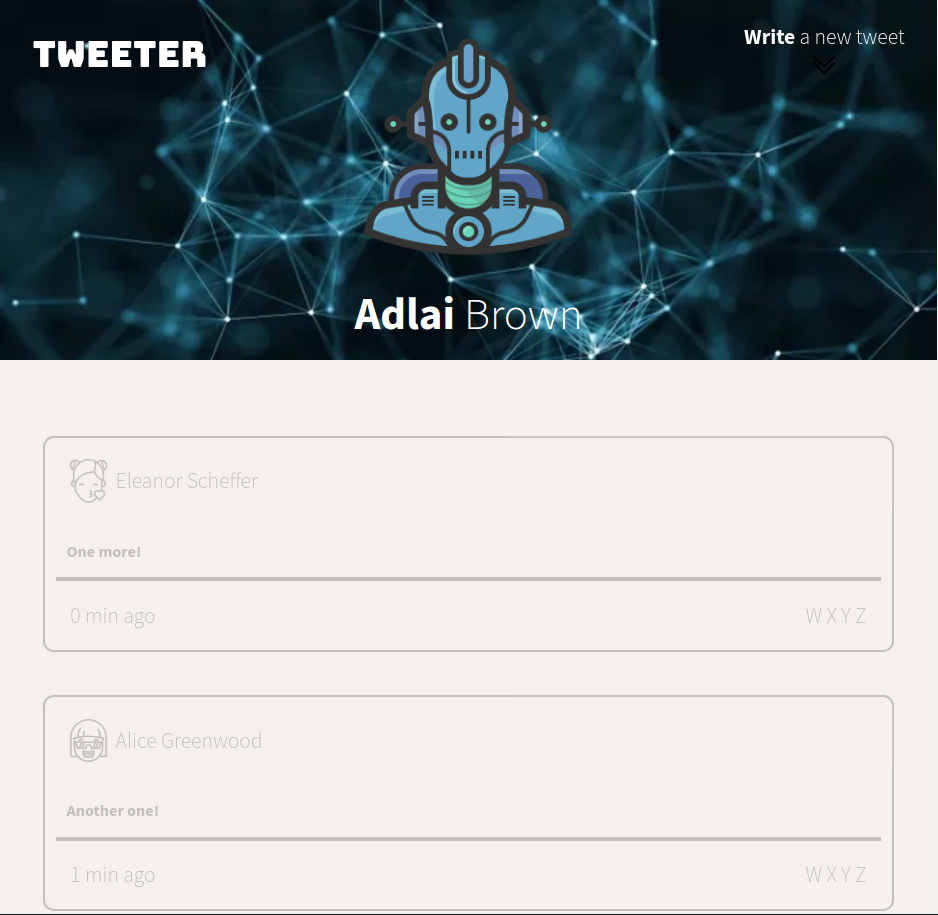 TWEETER
Write a new tweet
Adlai Brown
Eleanor Scheffer
One more!
0 min ago
W X Y Z
Alice Greenwood
Another one!
1 min ago
W X Y Z